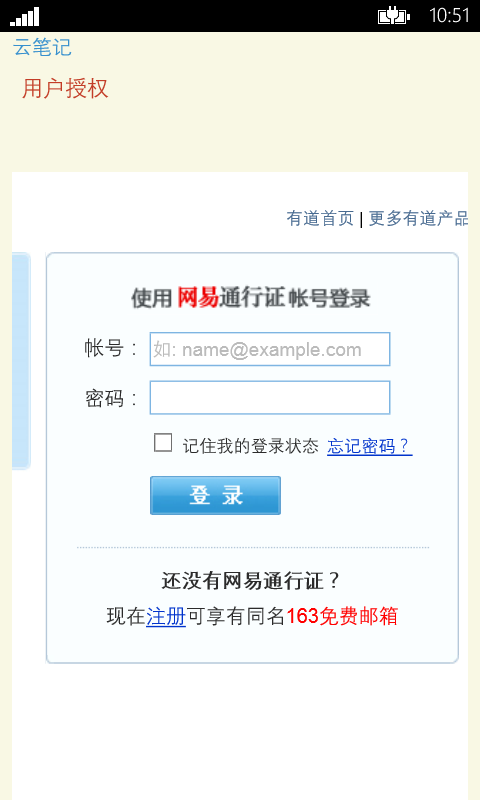 10:51
云笔记
用户授权
有道首页 | 更多有道产品
使用 网易通行证 帐号登录
帐号： 如: name@example.com
密码：
记住我的登录状态 忘记密码？
登 录
还没有网易通行证？
现在注册可享有同名163免费邮箱